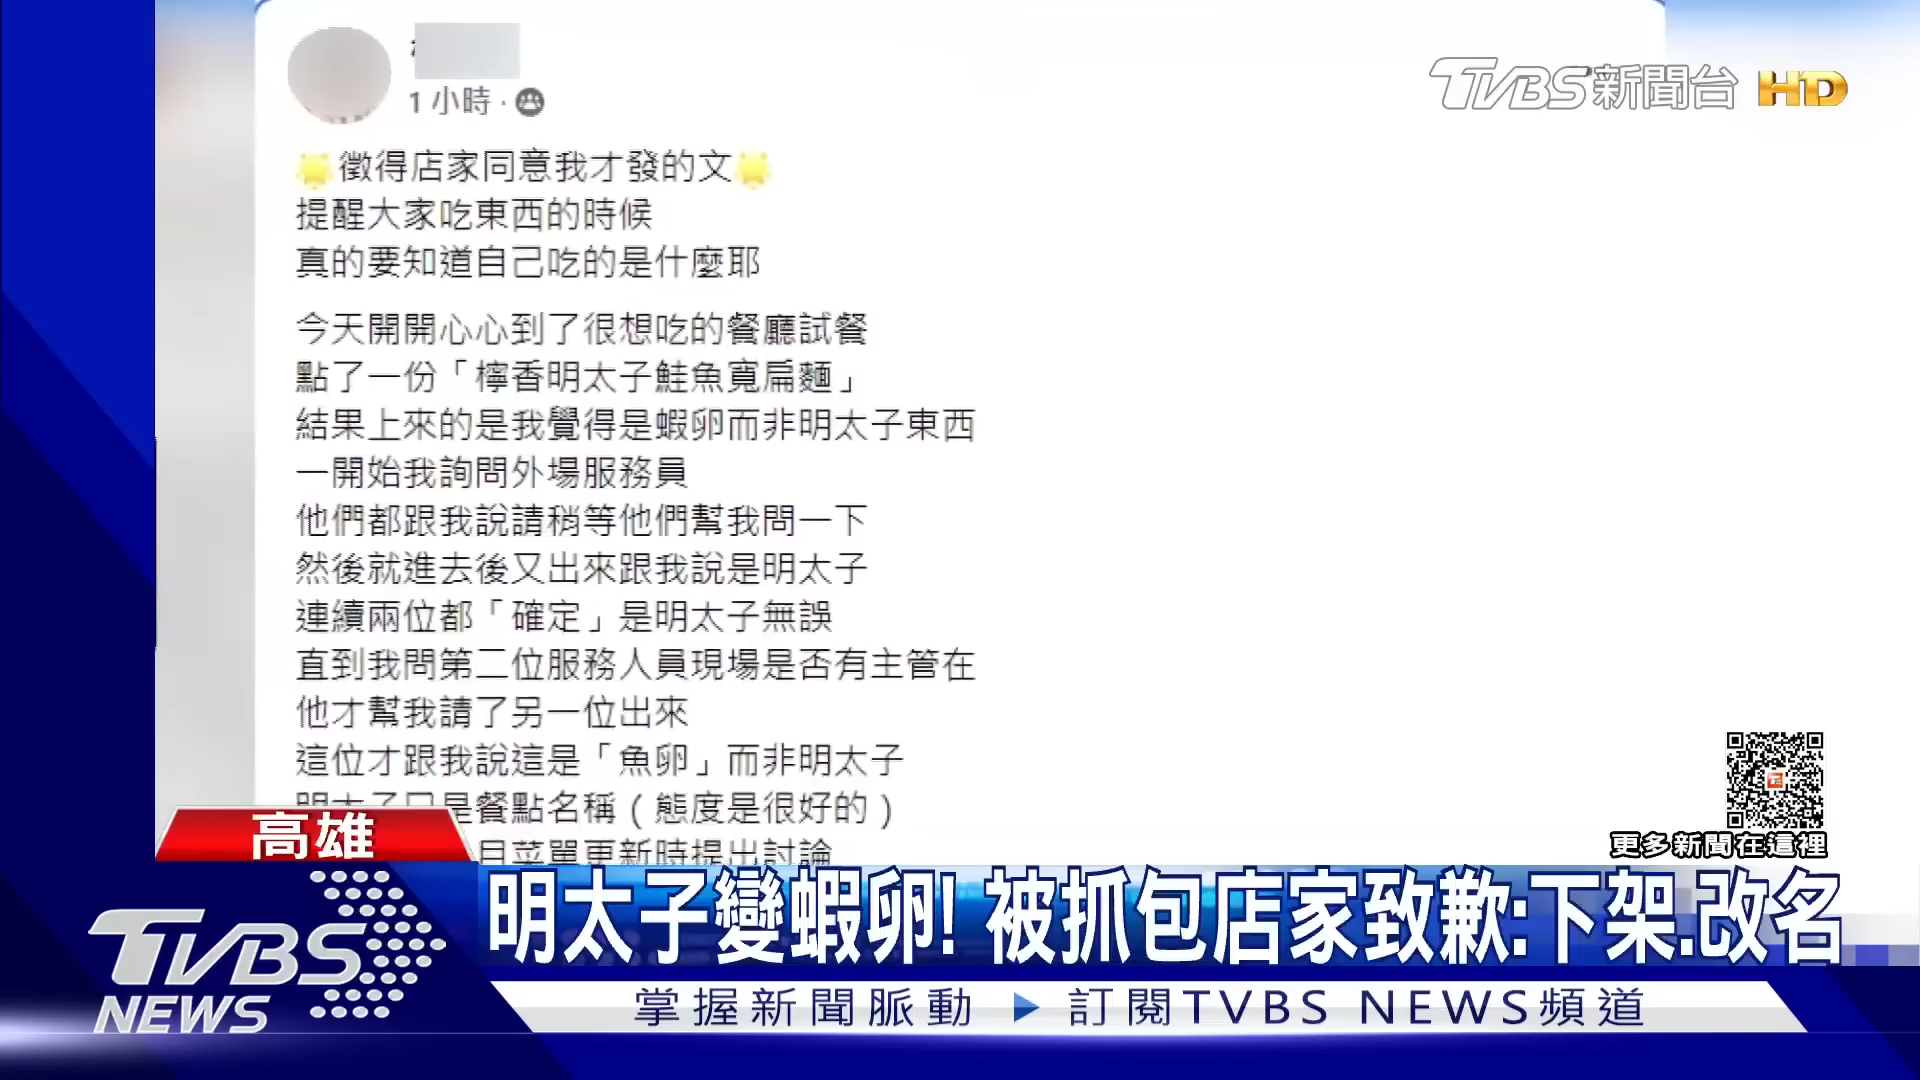 1 小時
TVBS新聞台 HD
徵得店家同意我才發的文
提醒大家吃東西的時候
真的要知道自己吃的是什麼耶
今天開開心心到了很想吃的餐廳試餐
點了一份「檸香明太子鮭魚寬扁麵」
結果上來的是我覺得是蝦卵而非明太子東西
一開始我詢問外場服務員
他們都跟我說請稍等他們幫我問一下
然後就進去後又出來跟我說是明太子
連續兩位都「確定」是明太子無誤
直到我問第二位服務人員現場是否有主管在
他才幫我請了另一位出來
這位才跟我說這是「魚卵」而非明太子
明太子只是餐點名稱(態度是很好的)
月菜單更新時提出討論
更多新聞在這裡
高雄
明太子變蝦卵! 被抓包店家致歉:下架.改名
TVBS NEWS
掌握新聞脈動 ▶ 訂閱TVBS NEWS頻道